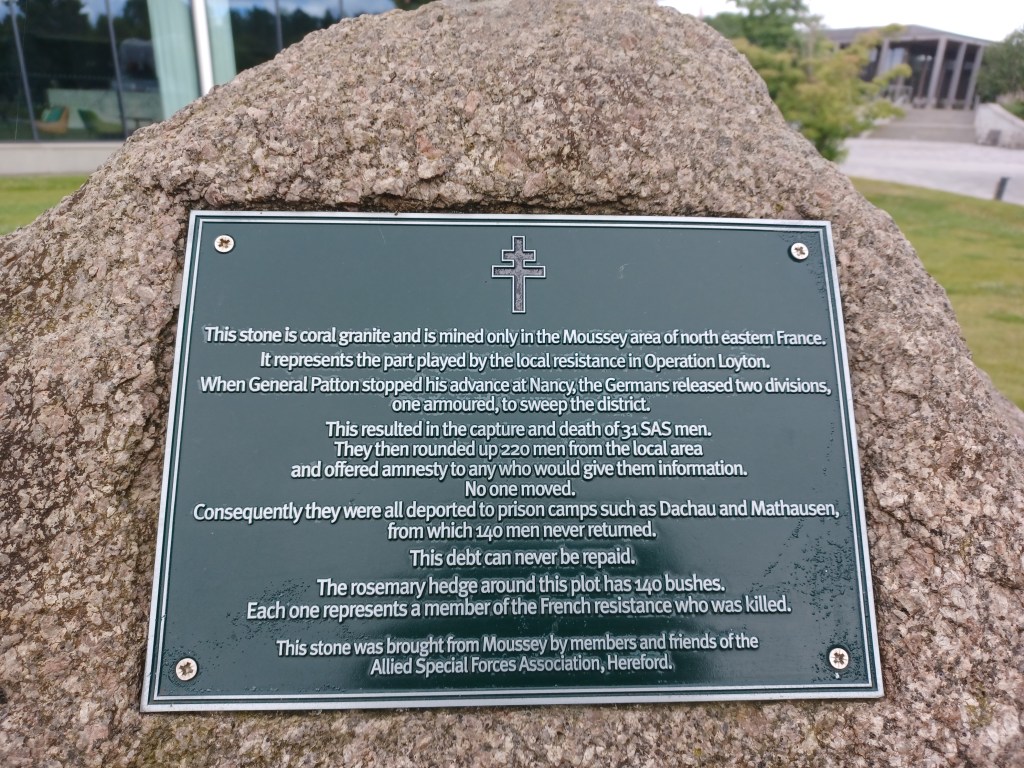 This stone is coral granite and is mined only in the Moussey area of north eastern France.
It represents the part played by the local resistance in Operation Loyton.
When General Patton stopped his advance at Nancy, the Germans released two divisions,
one armoured, to sweep the district.
This resulted in the capture and death of 31 SAS men.
They then rounded up 220 men from the local area
and offered amnesty to any who would give them information.
No one moved.
Consequently they were all deported to prison camps such as Dachau and Mathausen,
from which 140 men never returned.
This debt can never be repaid.
The rosemary hedge around this plot has 140 bushes.
Each one represents a member of the French resistance who was killed.
This stone was brought from Moussey by members and friends of the
Allied Special Forces Association, Hereford.